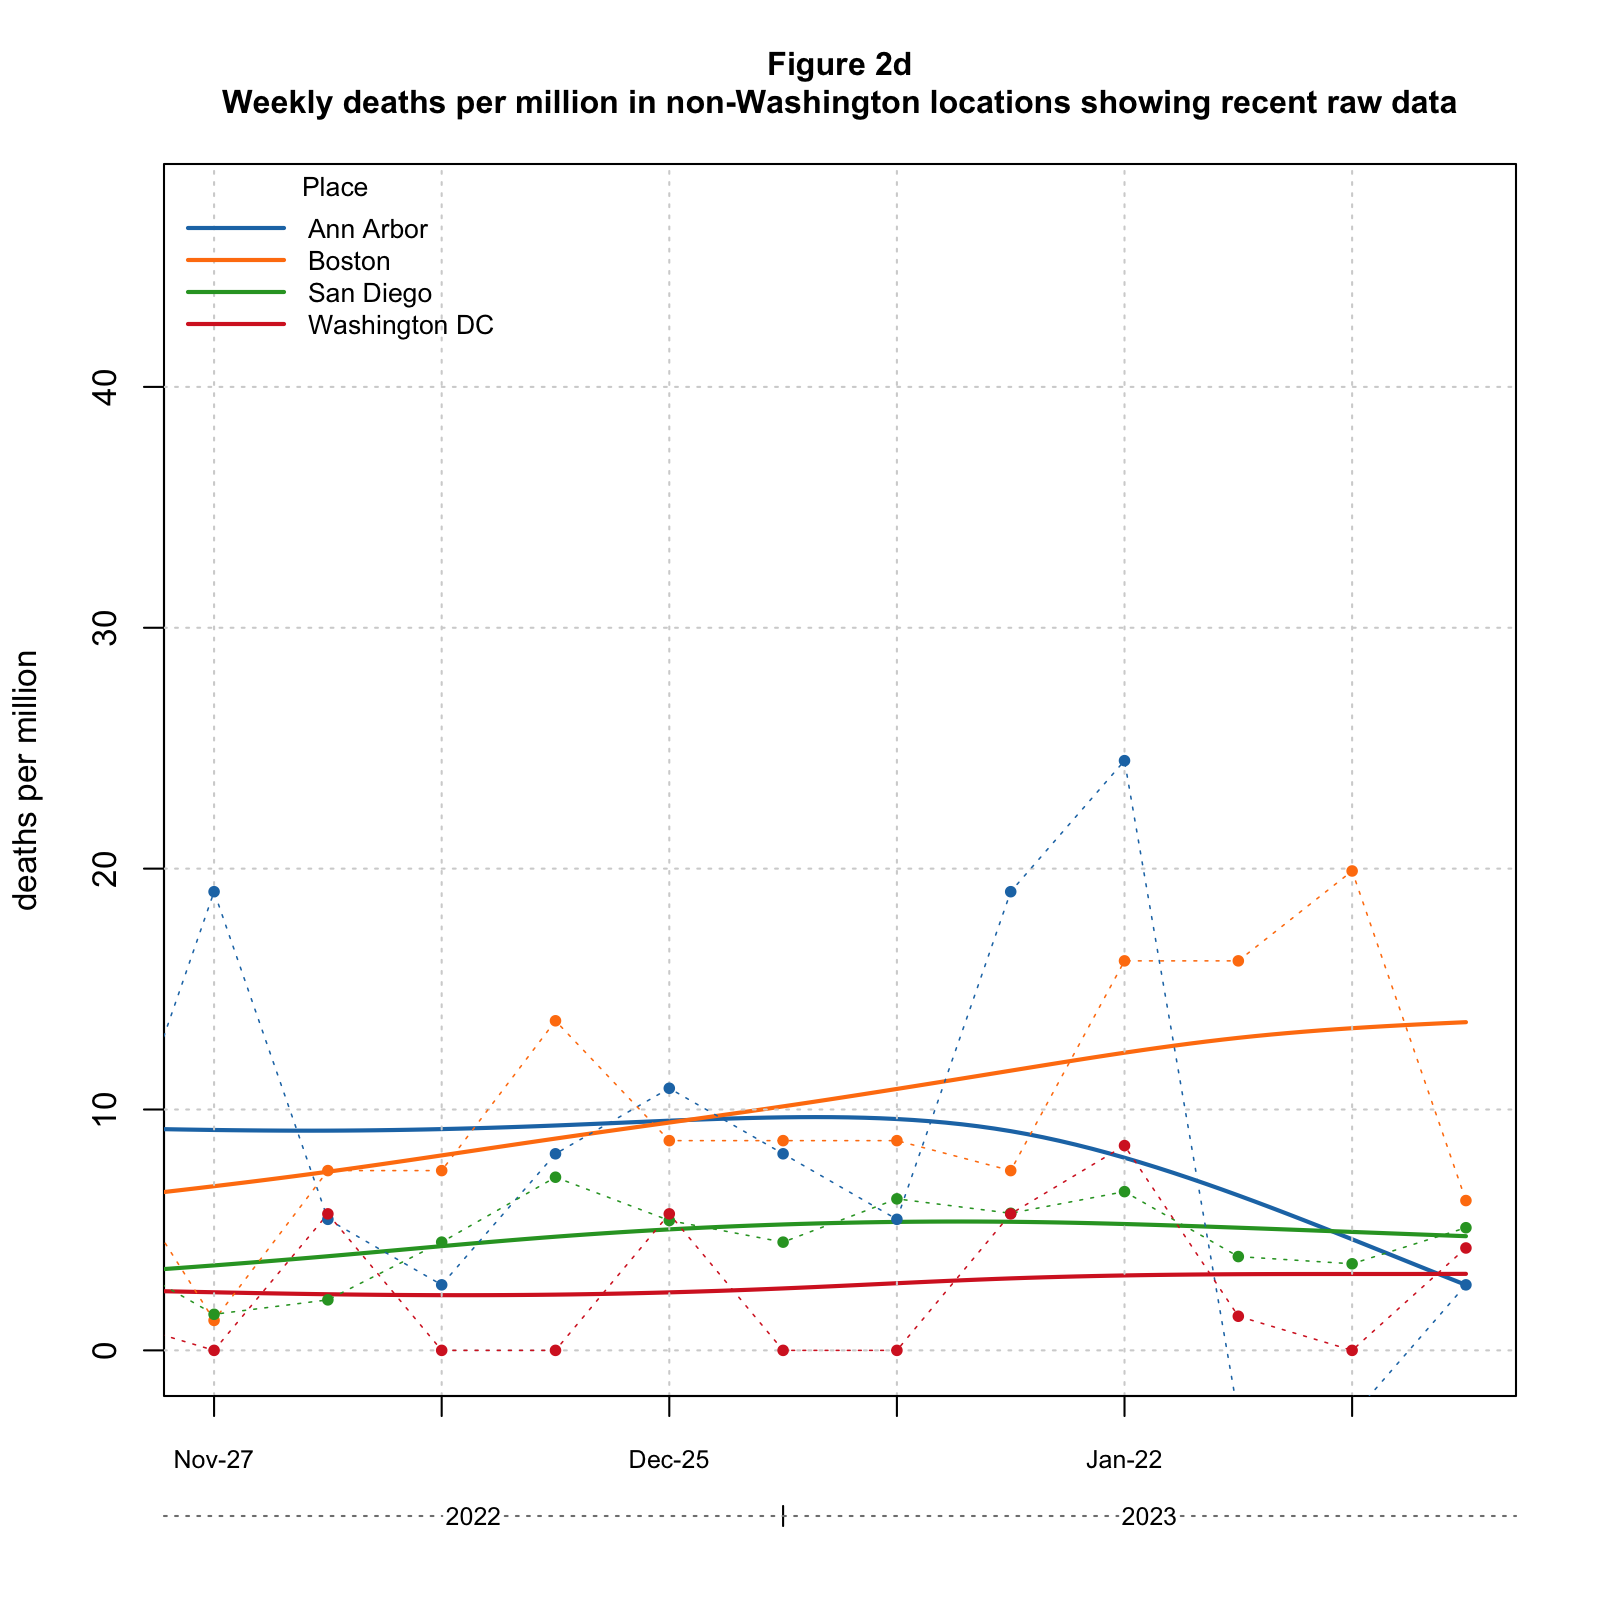 Figure 2d
Weekly deaths per million in non-Washington locations showing recent raw data
Place
Ann Arbor
Boston
San Diego
Washington DC
deaths per million
40
30
20
10
0
Nov-27
Dec-25
Jan-22
2022
2023